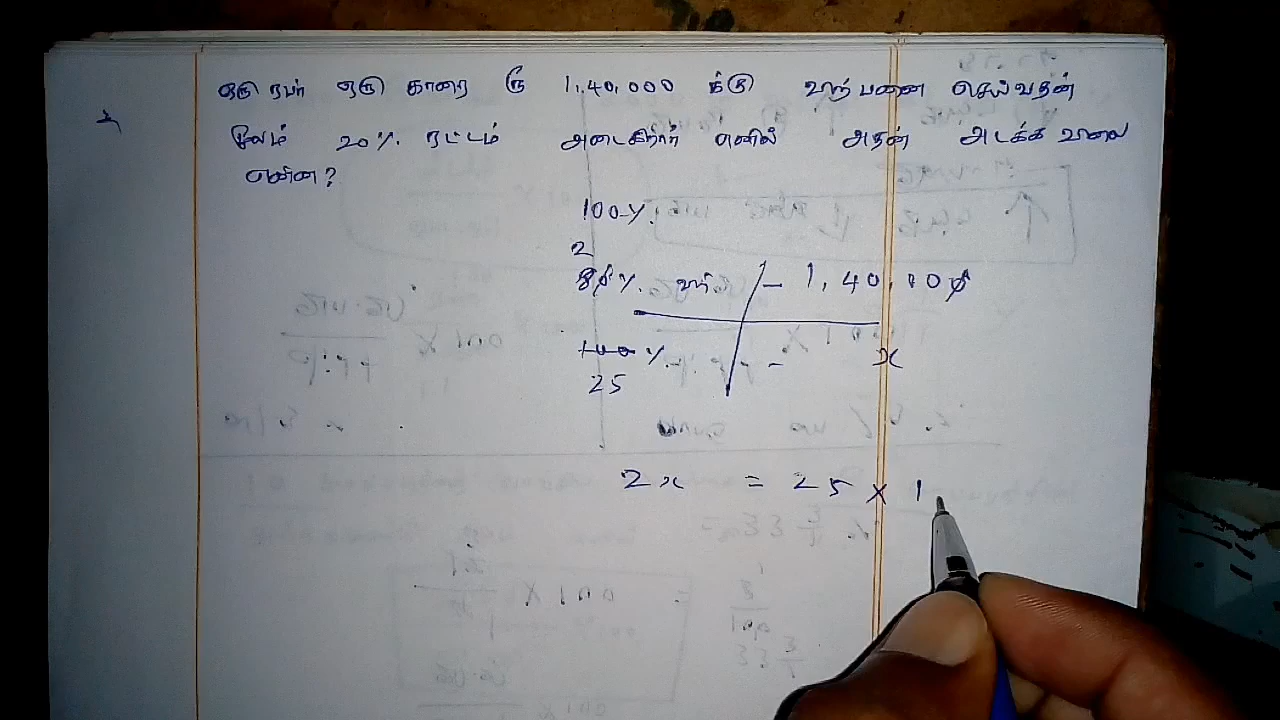 ஒரு நபர் ஒரு காரை ரூ 1,40,000 க்கு விற்பனை செய்வதன்
மூலம் 20%. நட்டம் அடைகிறார் எனில் அதன் அடக்க விலை
என்ன?
100%.
2
80%. வி / - 1,40,000
100%. - x
25
2x = 25 x 1